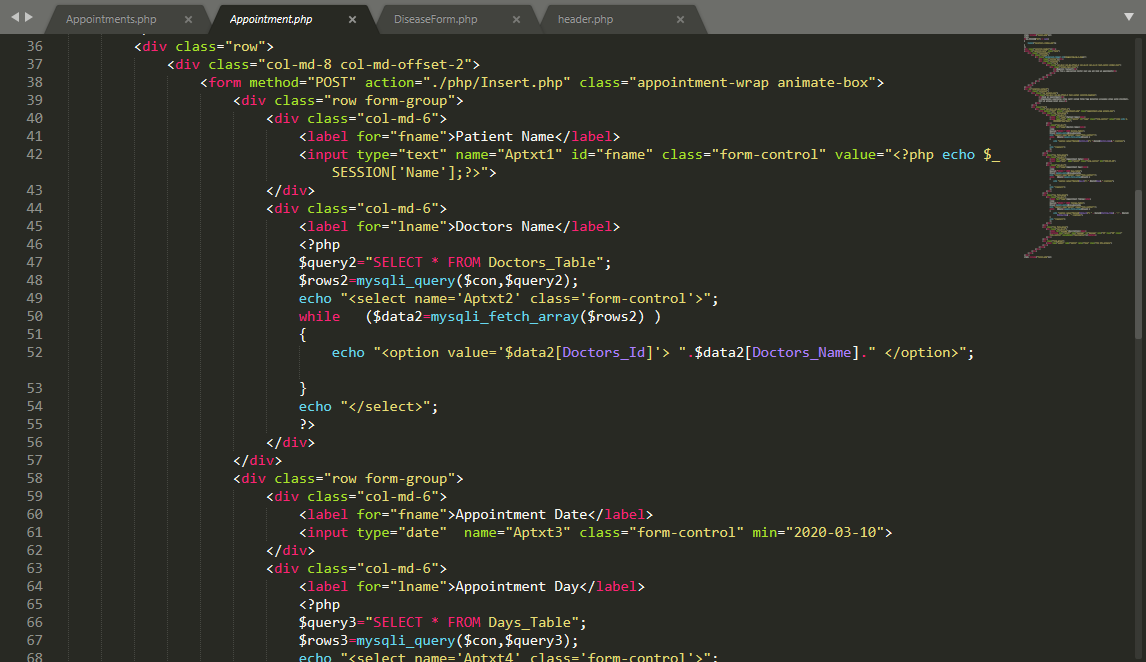 Appointments.php
Appointment.php
DiseaseForm.php
header.php
36 <div class="row">
37 <div class="col-md-8 col-md-offset-2">
38 <form method="POST" action="./php/Insert.php" class="appointment-wrap animate-box">
39 <div class="row form-group">
40 <div class="col-md-6">
41 <label for="fname">Patient Name</label>
42 <input type="text" name="Aptxt1" id="fname" class="form-control" value="<?php echo $_
SESSION['Name'];?>">
43 </div>
44 <div class="col-md-6">
45 <label for="lname">Doctors Name</label>
46 <?php
47 $query2="SELECT * FROM Doctors_Table";
48 $rows2=mysqli_query($con,$query2);
49 echo "<select name='Aptxt2' class='form-control'>";
50 while   ($data2=mysqli_fetch_array($rows2) )
51 {
52 echo "<option value='$data2[Doctors_Id]'> ".$data2[Doctors_Name]." </option>";
53 }
54 echo "</select>";
55 ?>
56 </div>
57 </div>
58 <div class="row form-group">
59 <div class="col-md-6">
60 <label for="fname">Appointment Date</label>
61 <input type="date"  name="Aptxt3" class="form-control" min="2020-03-10">
62 </div>
63 <div class="col-md-6">
64 <label for="lname">Appointment Day</label>
65 <?php
66 $query3="SELECT * FROM Days_Table";
67 $rows3=mysqli_query($con,$query3);
68 echo "<select name='Aptxt4' class='form-control'>";